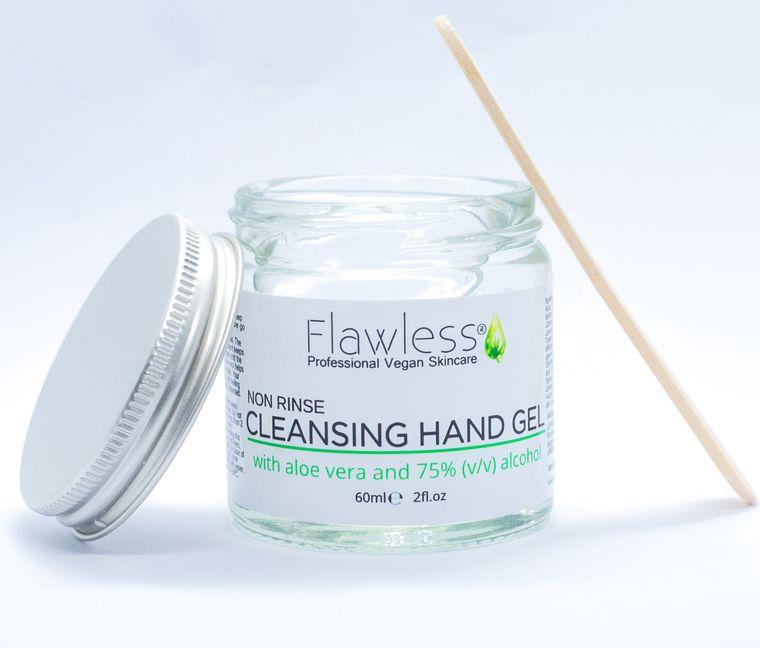 Flawless®
Professional Vegan Skincare
NON RINSE
CLEANSING HAND GEL
with aloe vera and 75% (v/v) alcohol
60ml℮ 2fl.oz